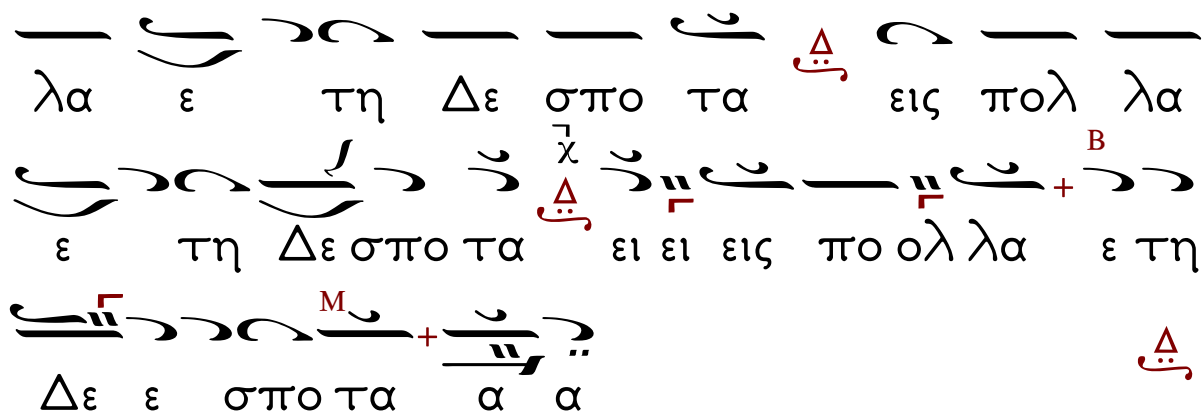 λα ε τη Δε σπο τα Δ εις πολ λα
ε τη Δε σπο τα χ Δ ει ει εις πο ολ λα + Β ε τη
Δε ε σπο Μ τα + α α Δ